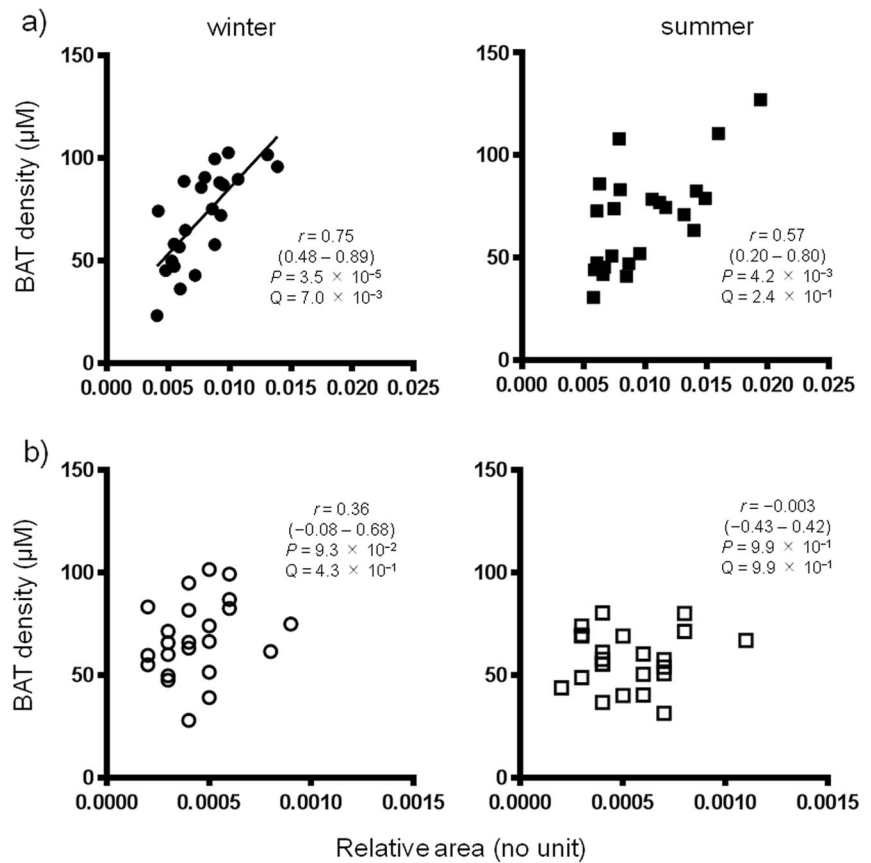 a)
winter
summer
BAT density (μM)
150
100
50
0
0.000 0.005 0.010 0.015 0.020 0.025
r = 0.75
(0.48 – 0.89)
P = 3.5 × 10⁻⁵
Q = 7.0 × 10⁻³
150
100
50
0
0.000 0.005 0.010 0.015 0.020 0.025
r = 0.57
(0.20 – 0.80)
P = 4.2 × 10⁻³
Q = 2.4 × 10⁻¹
b)
BAT density (μM)
150
100
50
0
0.0000 0.0005 0.0010 0.0015
r = 0.36
(−0.08 – 0.68)
P = 9.3 × 10⁻²
Q = 4.3 × 10⁻¹
150
100
50
0
0.0000 0.0005 0.0010 0.0015
r = −0.003
(−0.43 – 0.42)
P = 9.9 × 10⁻¹
Q = 9.9 × 10⁻¹
Relative area (no unit)